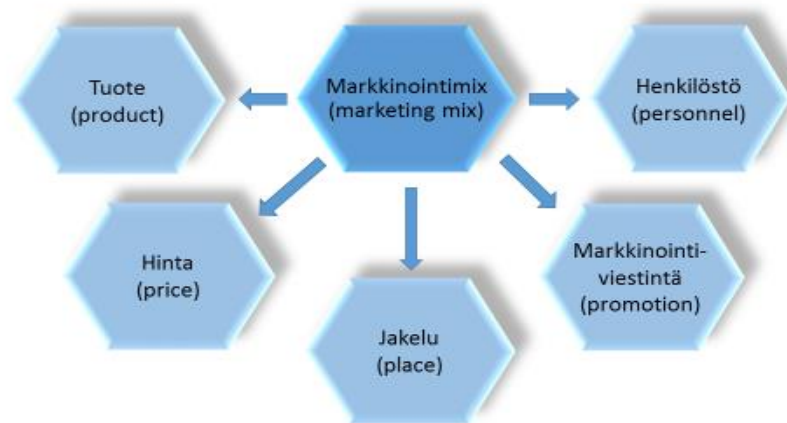 Tuote
(product)
Markkinointimix
(marketing mix)
Henkilöstö
(personnel)
Hinta
(price)
Jakelu
(place)
Markkinointi-
viestintä
(promotion)